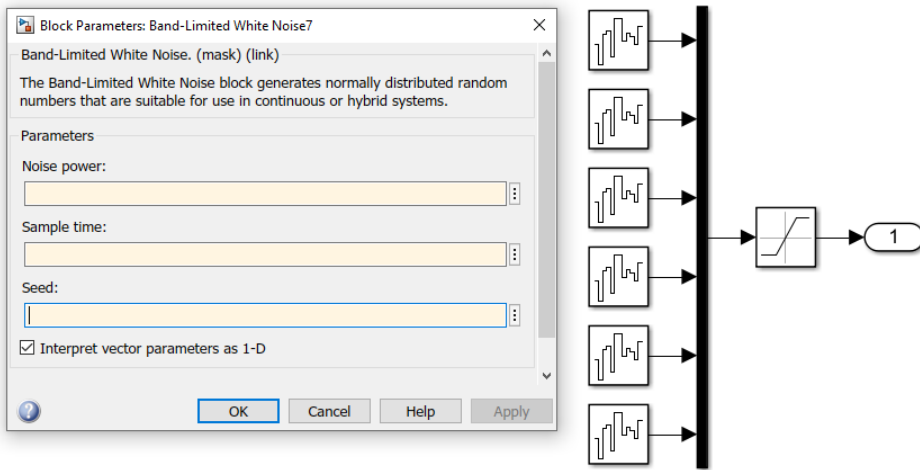 Block Parameters: Band-Limited White Noise7
Band-Limited White Noise. (mask) (link)
The Band-Limited White Noise block generates normally distributed random
numbers that are suitable for use in continuous or hybrid systems.
Parameters
Noise power:
Sample time:
Seed:
Interpret vector parameters as 1-D
OK
Cancel
Help
Apply
1